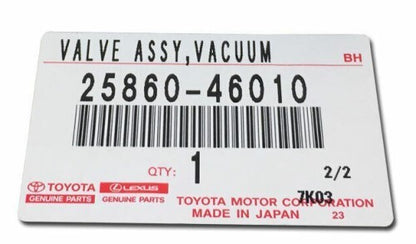 VALVE ASSY,VACUUM BH
25860-46010
QTY: 1 2/2
7K03
TOYOTA LEXUS
GENUINE PARTS GENUINE PARTS
TOYOTA MOTOR CORPORATION
MADE IN JAPAN 23